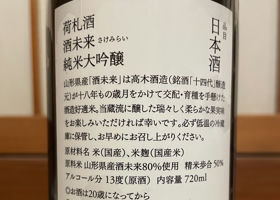 品目
日本酒
荷札酒
酒未来 さけみらい
純米大吟醸
山形県産「酒未来」は高木酒造(銘酒「十四代」醸造
元)が十八年もの歳月をかけて交配・育種を手懸けた
酒造好適米。当蔵流に醸した瑞々しく柔らかな果実味
をお楽しみいただければ幸いです。必ず低温の冷蔵
庫に保管し、お早めにお召し上がりください。
原材料名 米(国産)、米麹(国産米)
原料米 山形県産酒未来80%使用 精米歩合 50%
アルコール分 13度(原酒) 内容量 720ml
◎お酒は20歳になってから